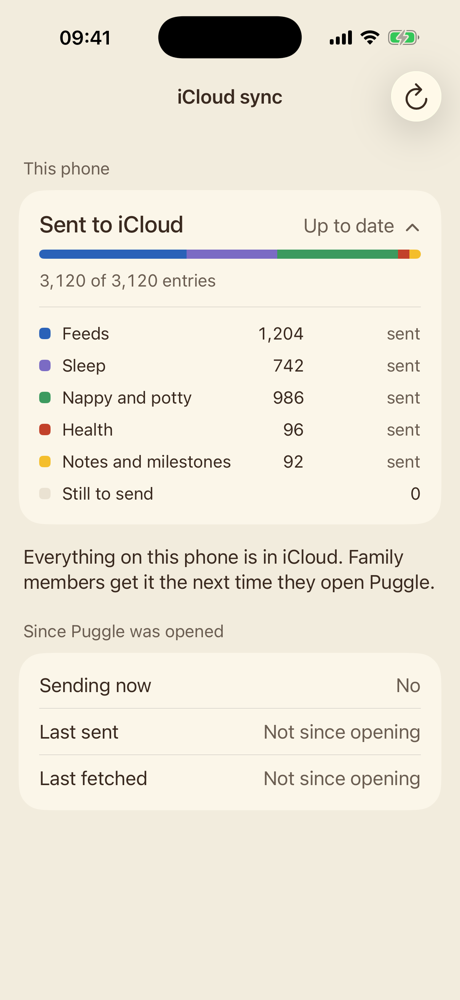 09:41
iCloud sync
This phone
Sent to iCloud Up to date
3,120 of 3,120 entries
Feeds 1,204 sent
Sleep 742 sent
Nappy and potty 986 sent
Health 96 sent
Notes and milestones 92 sent
Still to send 0
Everything on this phone is in iCloud. Family
members get it the next time they open Puggle.
Since Puggle was opened
Sending now No
Last sent Not since opening
Last fetched Not since opening